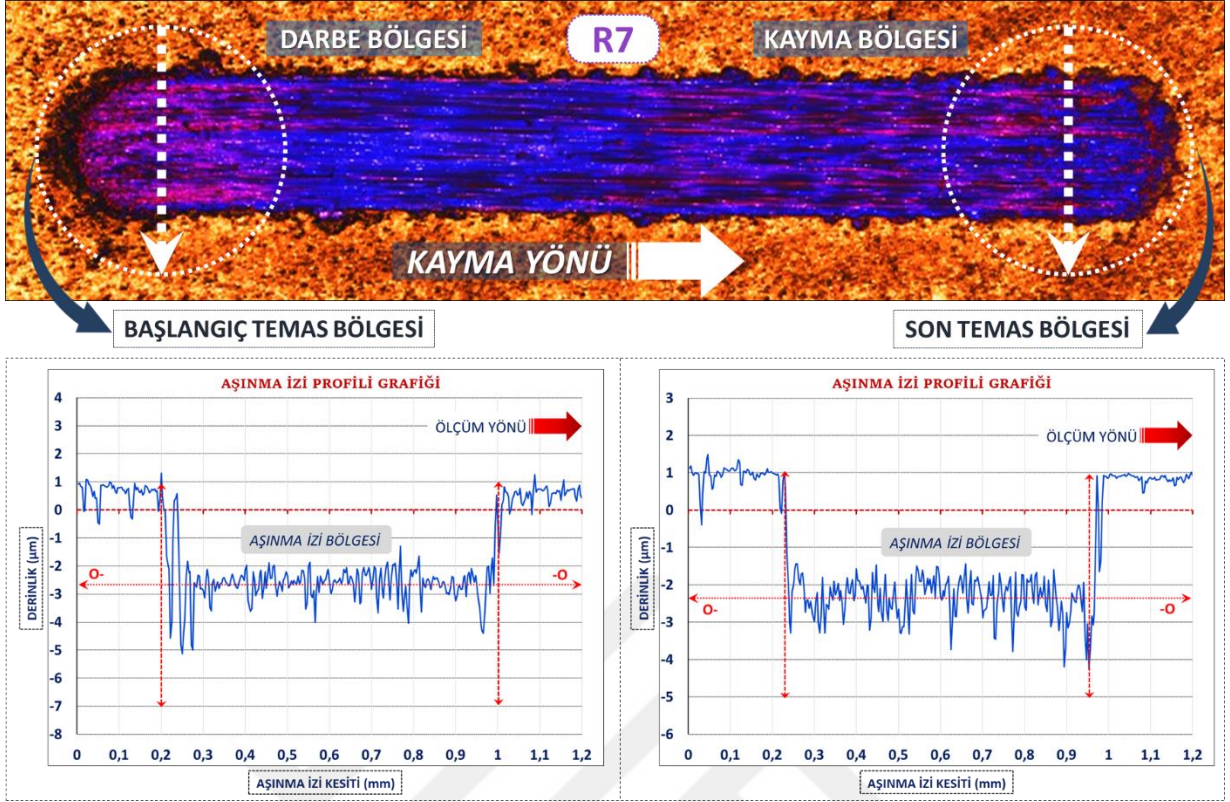 DARBE BÖLGESİ
R7
KAYMA BÖLGESİ
KAYMA YÖNÜ
BAŞLANGIÇ TEMAS BÖLGESİ
SON TEMAS BÖLGESİ
AŞINMA İZİ PROFİLİ GRAFİĞİ
4
3
2
1
0
-1
-2
-3
-4
-5
-6
-7
-8
DERİNLİK (µm)
ÖLÇÜM YÖNÜ
AŞINMA İZİ BÖLGESİ
O-
-O
0 0,1 0,2 0,3 0,4 0,5 0,6 0,7 0,8 0,9 1 1,1 1,2
AŞINMA İZİ KESİTİ (mm)
AŞINMA İZİ PROFİLİ GRAFİĞİ
3
2
1
0
-1
-2
-3
-4
-5
-6
DERİNLİK (µm)
ÖLÇÜM YÖNÜ
AŞINMA İZİ BÖLGESİ
O-
-O
0 0,1 0,2 0,3 0,4 0,5 0,6 0,7 0,8 0,9 1 1,1 1,2
AŞINMA İZİ KESİTİ (mm)